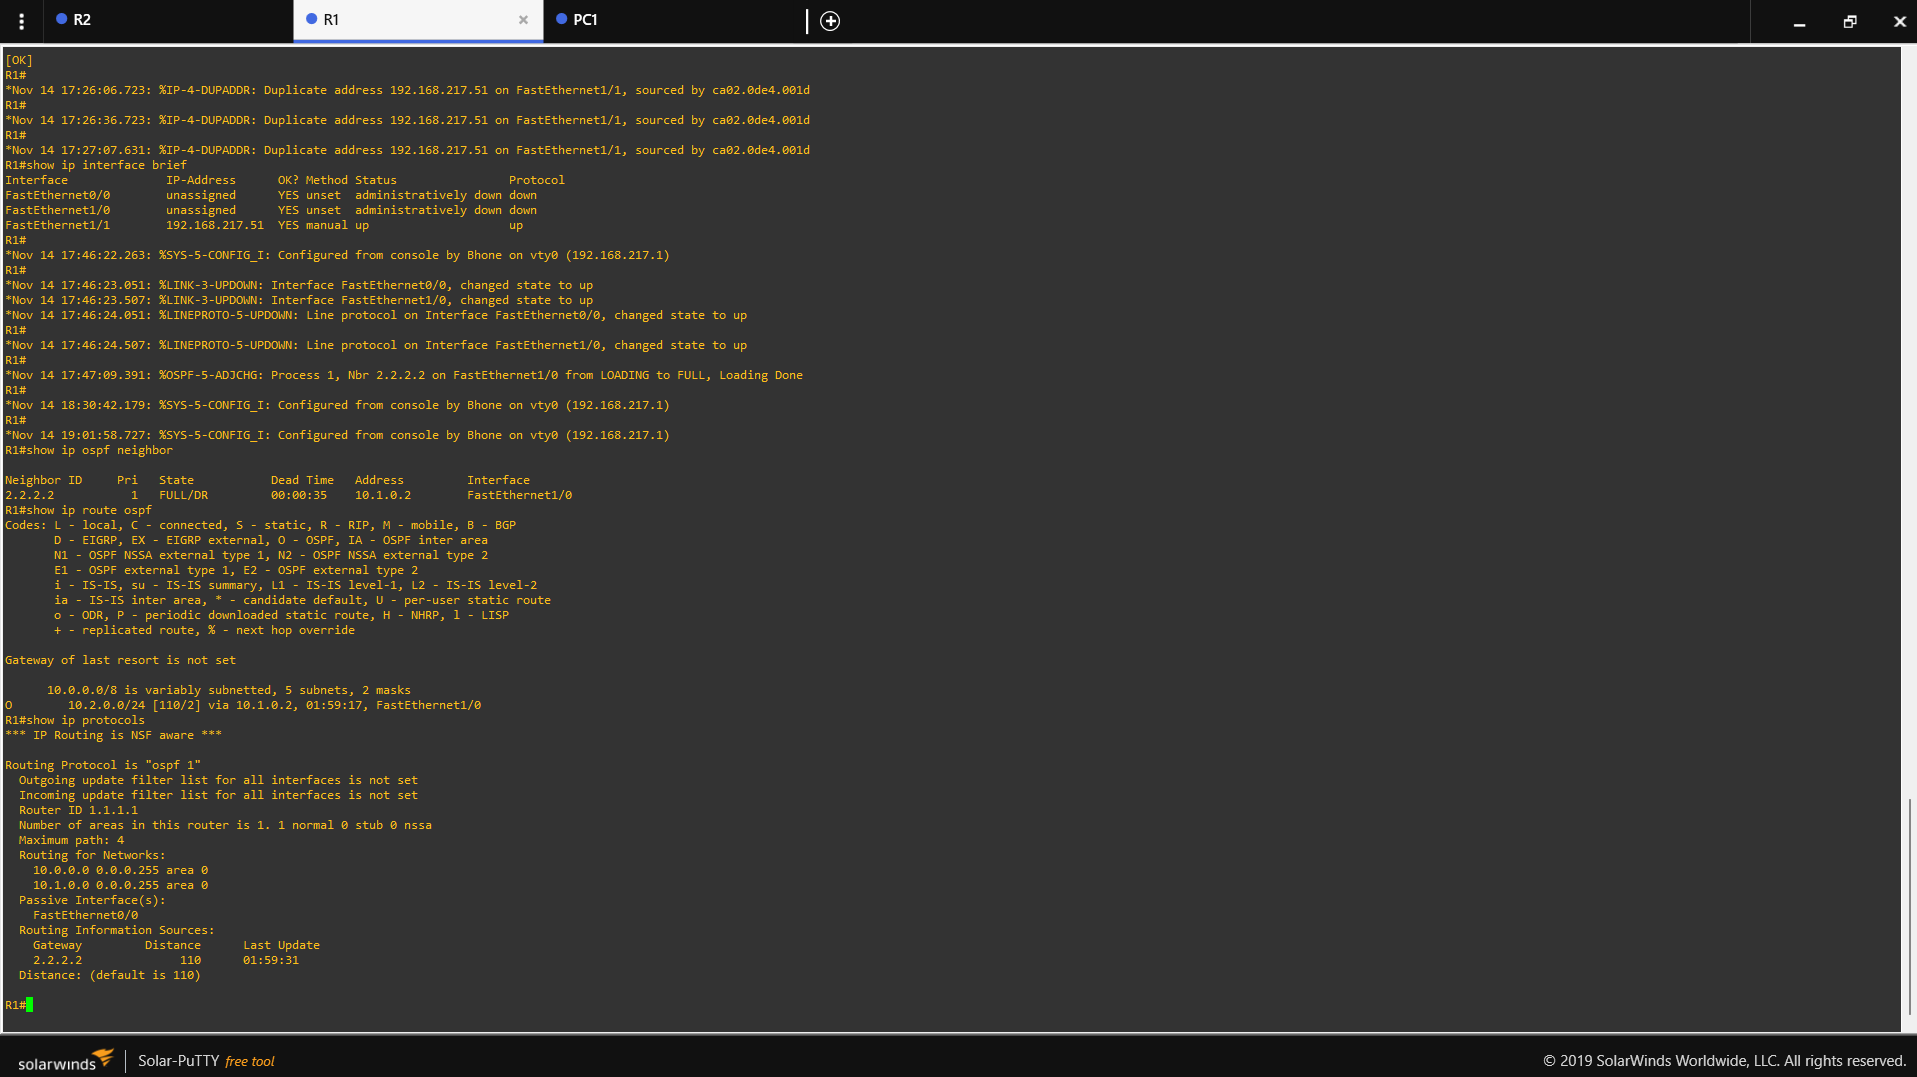 R2
R1
PC1
[OK]
R1#
*Nov 14 17:26:06.723: %IP-4-DUPADDR: Duplicate address 192.168.217.51 on FastEthernet1/1, sourced by ca02.0de4.001d
R1#
*Nov 14 17:26:36.723: %IP-4-DUPADDR: Duplicate address 192.168.217.51 on FastEthernet1/1, sourced by ca02.0de4.001d
R1#
*Nov 14 17:27:07.631: %IP-4-DUPADDR: Duplicate address 192.168.217.51 on FastEthernet1/1, sourced by ca02.0de4.001d
R1#show ip interface brief
Interface              IP-Address      OK? Method Status                Protocol
FastEthernet0/0        unassigned      YES unset  administratively down down
FastEthernet1/0        unassigned      YES unset  administratively down down
FastEthernet1/1        192.168.217.51  YES manual up                    up
R1#
*Nov 14 17:46:22.263: %SYS-5-CONFIG_I: Configured from console by Bhone on vty0 (192.168.217.1)
R1#
*Nov 14 17:46:23.051: %LINK-3-UPDOWN: Interface FastEthernet0/0, changed state to up
*Nov 14 17:46:23.507: %LINK-3-UPDOWN: Interface FastEthernet1/0, changed state to up
*Nov 14 17:46:24.051: %LINEPROTO-5-UPDOWN: Line protocol on Interface FastEthernet0/0, changed state to up
R1#
*Nov 14 17:46:24.507: %LINEPROTO-5-UPDOWN: Line protocol on Interface FastEthernet1/0, changed state to up
R1#
*Nov 14 17:47:09.391: %OSPF-5-ADJCHG: Process 1, Nbr 2.2.2.2 on FastEthernet1/0 from LOADING to FULL, Loading Done
R1#
*Nov 14 18:30:42.179: %SYS-5-CONFIG_I: Configured from console by Bhone on vty0 (192.168.217.1)
R1#
*Nov 14 19:01:58.727: %SYS-5-CONFIG_I: Configured from console by Bhone on vty0 (192.168.217.1)
R1#show ip ospf neighbor
Neighbor ID     Pri   State           Dead Time   Address         Interface
2.2.2.2           1   FULL/DR         00:00:35    10.1.0.2        FastEthernet1/0
R1#show ip route ospf
Codes: L - local, C - connected, S - static, R - RIP, M - mobile, B - BGP
       D - EIGRP, EX - EIGRP external, O - OSPF, IA - OSPF inter area
       N1 - OSPF NSSA external type 1, N2 - OSPF NSSA external type 2
       E1 - OSPF external type 1, E2 - OSPF external type 2
       i - IS-IS, su - IS-IS summary, L1 - IS-IS level-1, L2 - IS-IS level-2
       ia - IS-IS inter area, * - candidate default, U - per-user static route
       o - ODR, P - periodic downloaded static route, H - NHRP, l - LISP
       + - replicated route, % - next hop override
Gateway of last resort is not set
      10.0.0.0/8 is variably subnetted, 5 subnets, 2 masks
O        10.2.0.0/24 [110/2] via 10.1.0.2, 01:59:17, FastEthernet1/0
R1#show ip protocols
*** IP Routing is NSF aware ***
Routing Protocol is "ospf 1"
  Outgoing update filter list for all interfaces is not set
  Incoming update filter list for all interfaces is not set
  Router ID 1.1.1.1
  Number of areas in this router is 1. 1 normal 0 stub 0 nssa
  Maximum path: 4
  Routing for Networks:
    10.0.0.0 0.0.0.255 area 0
    10.1.0.0 0.0.0.255 area 0
  Passive Interface(s):
    FastEthernet0/0
  Routing Information Sources:
    Gateway         Distance      Last Update
    2.2.2.2              110      01:59:31
  Distance: (default is 110)
R1#
solarwinds
Solar-PuTTY free tool
© 2019 SolarWinds Worldwide, LLC. All rights reserved.